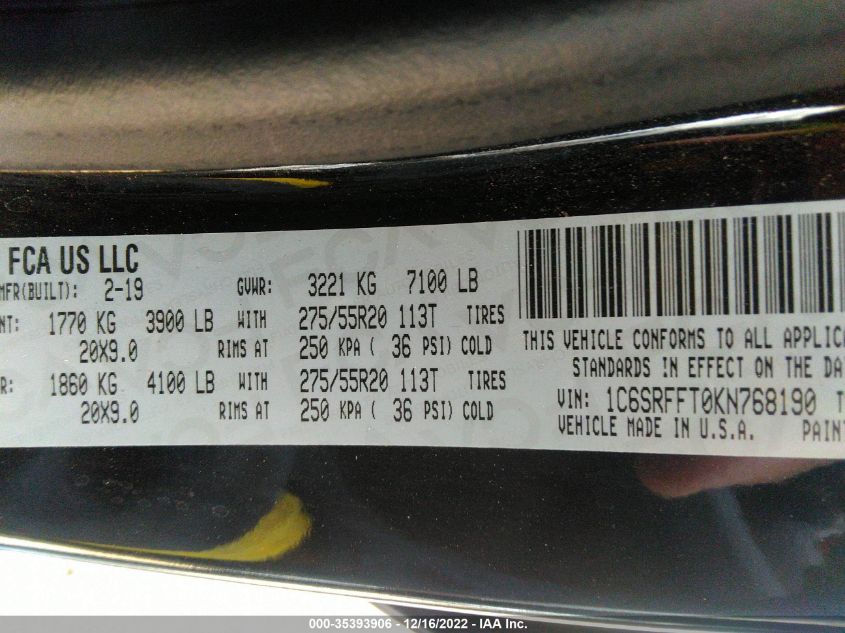 FCA US LLC
MFR(BUILT): 2-19 GVWR: 3221 KG 7100 LB
NT: 1770 KG 3900 LB WITH 275/55R20 113T TIRES
20X9.0 RIMS AT 250 KPA ( 36 PSI) COLD
R: 1860 KG 4100 LB WITH 275/55R20 113T TIRES
20X9.0 RIMS AT 250 KPA ( 36 PSI) COLD
THIS VEHICLE CONFORMS TO ALL APPLICA
STANDARDS IN EFFECT ON THE DA
VIN: 1C6SRFFT0KN768190 T
VEHICLE MADE IN U.S.A. PAIN
000-35393906 - 12/16/2022 - IAA Inc.